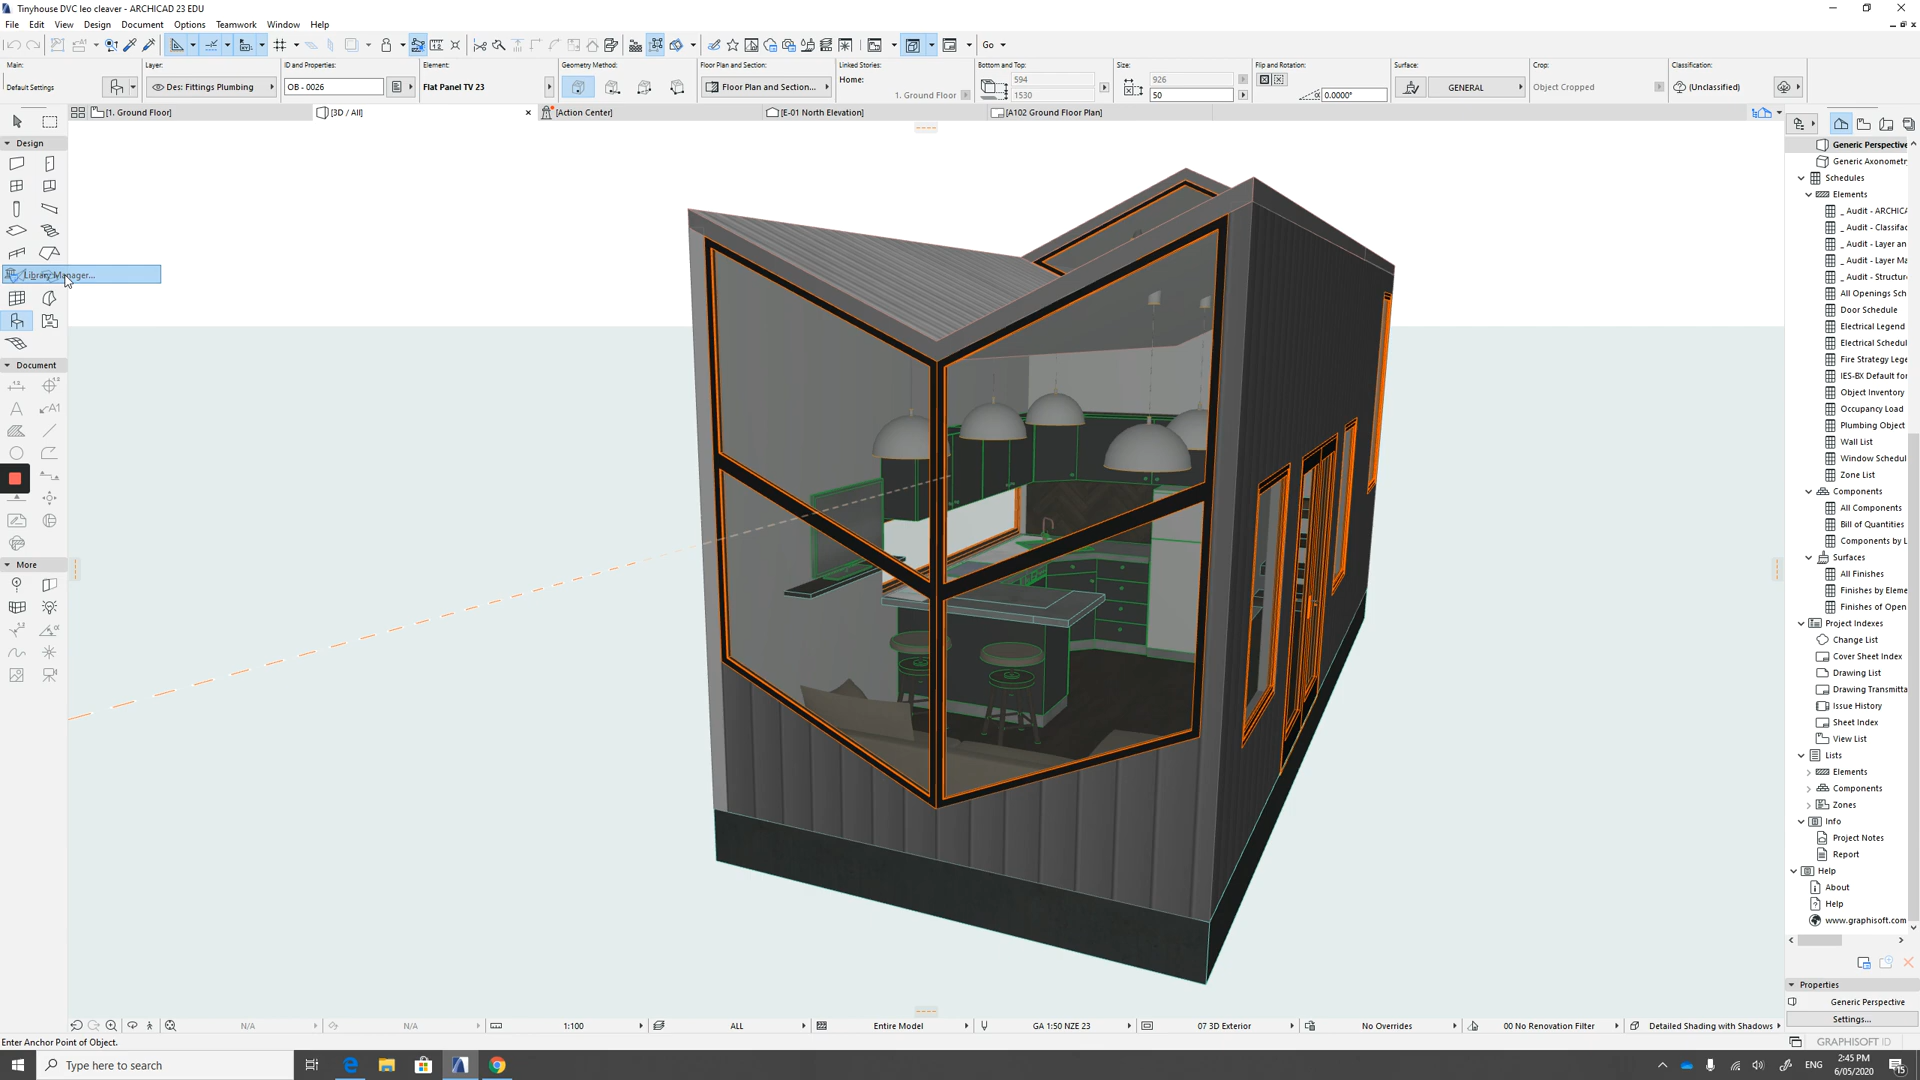 Tinyhouse DVC leo cleaver - ARCHICAD 23 EDU
File Edit View Design Document Options Teamwork Window Help
Go
Main:
Default Settings
Layer:
Des: Fittings Plumbing
ID and Properties:
OB - 0026
Element:
Flat Panel TV 23
Geometry Method:
Floor Plan and Section:
Floor Plan and Section...
Linked Stories:
Home:
1. Ground Floor
Bottom and Top:
594
1530
Size:
926
50
Flip and Rotation:
0.0000°
Surface:
GENERAL
Crop:
Object Cropped
Classification:
(Unclassified)
[1. Ground Floor]
[3D / All]
[Action Center]
[E-01 North Elevation]
[A102 Ground Floor Plan]
Design
Library Manager...
Document
A
A1
More
Generic Perspective
Generic Axonometr
Schedules
Elements
_ Audit - ARCHICA
_ Audit - Classifac
_ Audit - Layer an
_ Audit - Layer Ma
_ Audit - Structur
All Openings Sch
Door Schedule
Electrical Legend
Electrical Schedul
Fire Strategy Lege
IES-BX Default for
Object Inventory
Occupancy Load
Plumbing Object
Wall List
Window Schedul
Zone List
Components
All Components
Bill of Quantities
Components by L
Surfaces
All Finishes
Finishes by Eleme
Finishes of Open
Project Indexes
Change List
Cover Sheet Index
Drawing List
Drawing Transmitta
Issue History
Sheet Index
View List
Lists
Elements
Components
Zones
Info
Project Notes
Report
Help
About
Help
www.graphisoft.com
Properties
Generic Perspective
Settings...
N/A
N/A
1:100
ALL
Entire Model
GA 1:50 NZE 23
07 3D Exterior
No Overrides
00 No Renovation Filter
Detailed Shading with Shadows
Enter Anchor Point of Object.
GRAPHISOFT ID
Type here to search
ENG
2:45 PM
6/05/2020
15